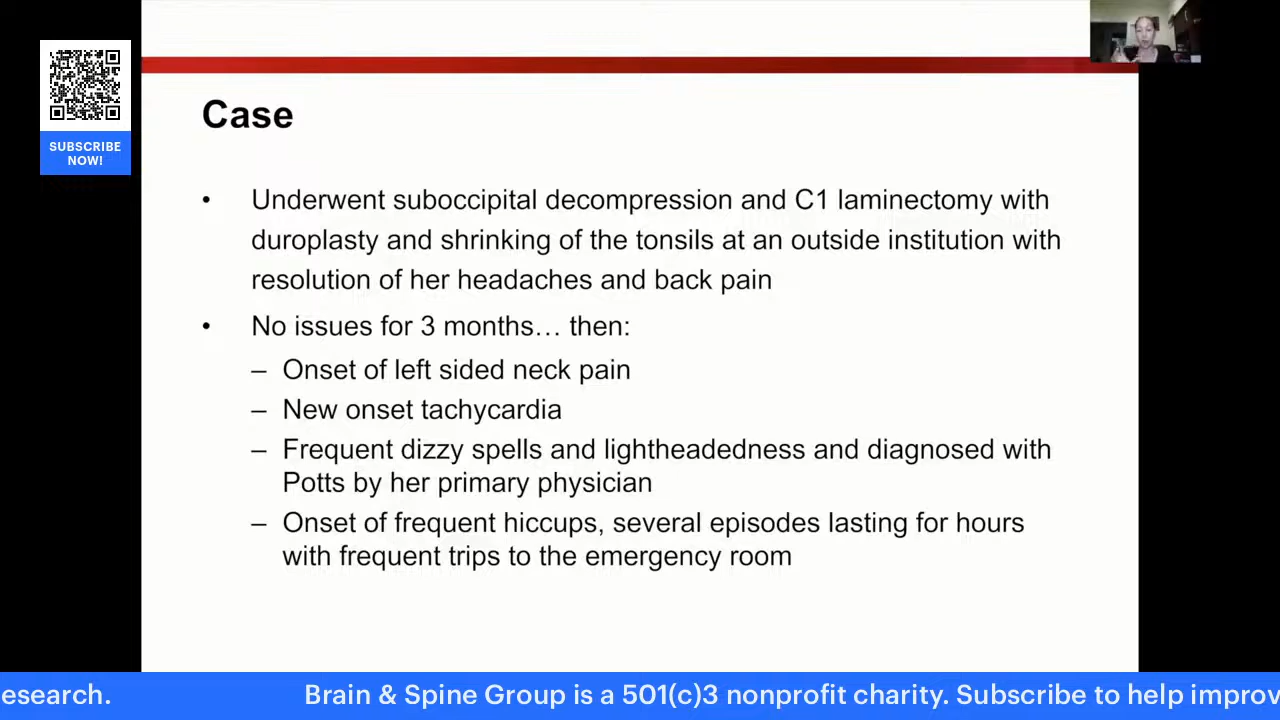 SUBSCRIBE
NOW!
Case
• Underwent suboccipital decompression and C1 laminectomy with
duroplasty and shrinking of the tonsils at an outside institution with
resolution of her headaches and back pain
• No issues for 3 months… then:
– Onset of left sided neck pain
– New onset tachycardia
– Frequent dizzy spells and lightheadedness and diagnosed with
Potts by her primary physician
– Onset of frequent hiccups, several episodes lasting for hours
with frequent trips to the emergency room
esearch. Brain & Spine Group is a 501(c)3 nonprofit charity. Subscribe to help improv